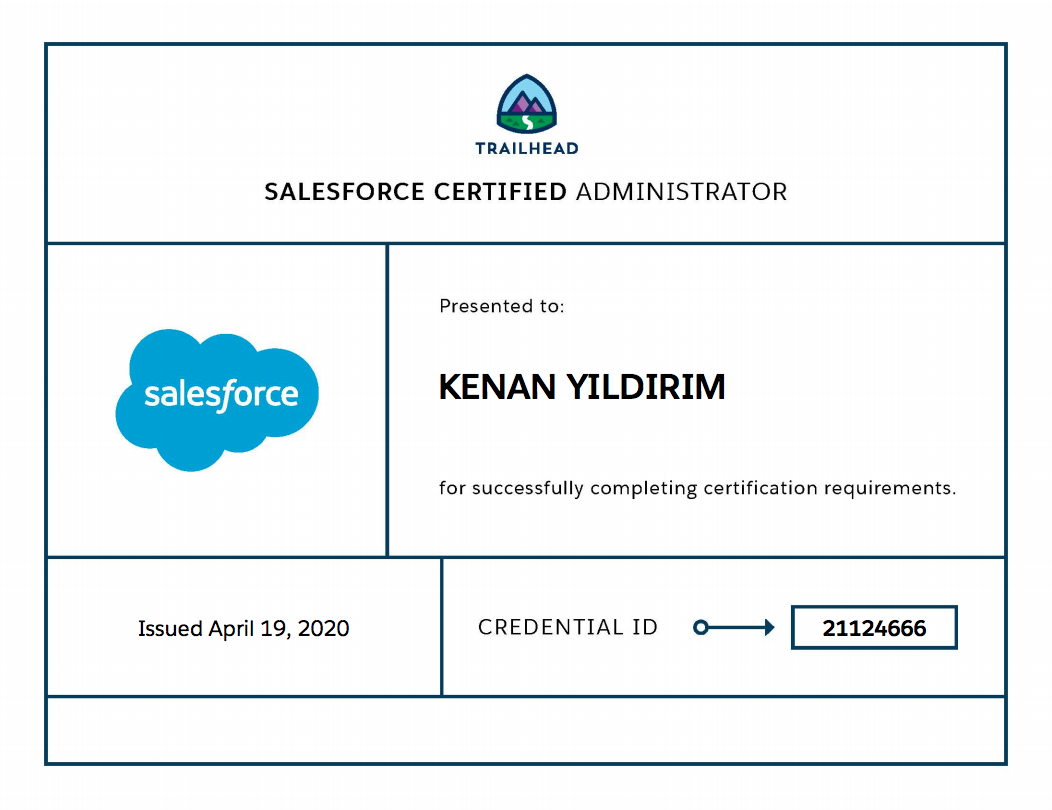 TRAILHEAD
SALESFORCE CERTIFIED ADMINISTRATOR
salesforce
Presented to:
KENAN YILDIRIM
for successfully completing certification requirements.
Issued April 19, 2020
CREDENTIAL ID
21124666